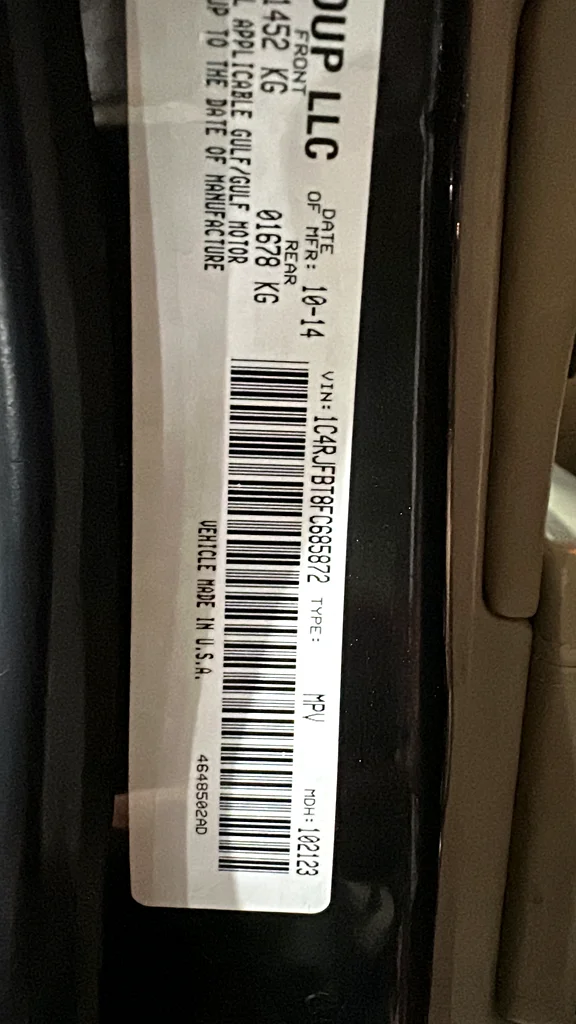 OUP LLC
DATE
OF MFR: 10-14
FRONT
REAR
1452 KG
01678 KG
APPLICABLE GULF/GULF MOTOR
UP TO THE DATE OF MANUFACTURE
VIN: 1C4RJFBT8FC685872 TYPE: MPV MDH: 102123
VEHICLE MADE IN U.S.A.
4648502AD